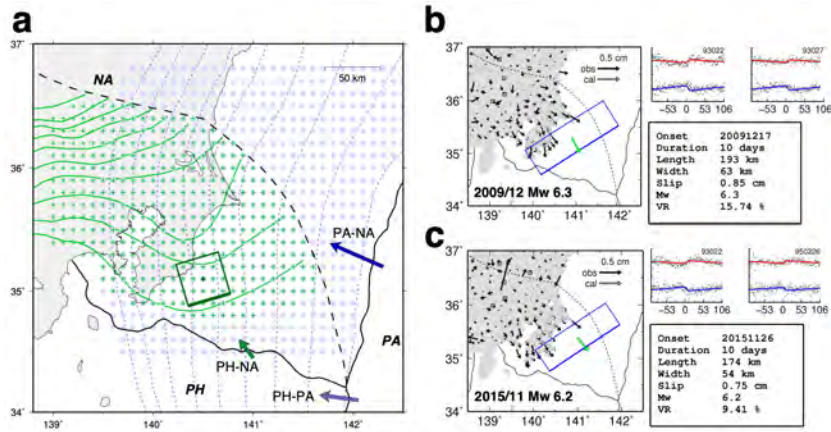 a
37˚
36˚
35˚
34˚
139˚
140˚
141˚
142˚
NA
50 km
PA-NA
PH-NA
PH-PA
PH
PA
b
37˚
36˚
35˚
34˚
139˚
140˚
141˚
142˚
0.5 cm
obs
cal
2009/12 Mw 6.3
93022
93027
−53 0 53 106
−53 0 53 106
Onset 20091217
Duration 10 days
Length 193 km
Width 63 km
Slip 0.85 cm
Mw 6.3
VR 15.74 %
c
37˚
36˚
35˚
34˚
139˚
140˚
141˚
142˚
0.5 cm
obs
cal
2015/11 Mw 6.2
93022
950226
−53 0 53 106
−53 0 53 106
Onset 20151126
Duration 10 days
Length 174 km
Width 54 km
Slip 0.75 cm
Mw 6.2
VR 9.41 %